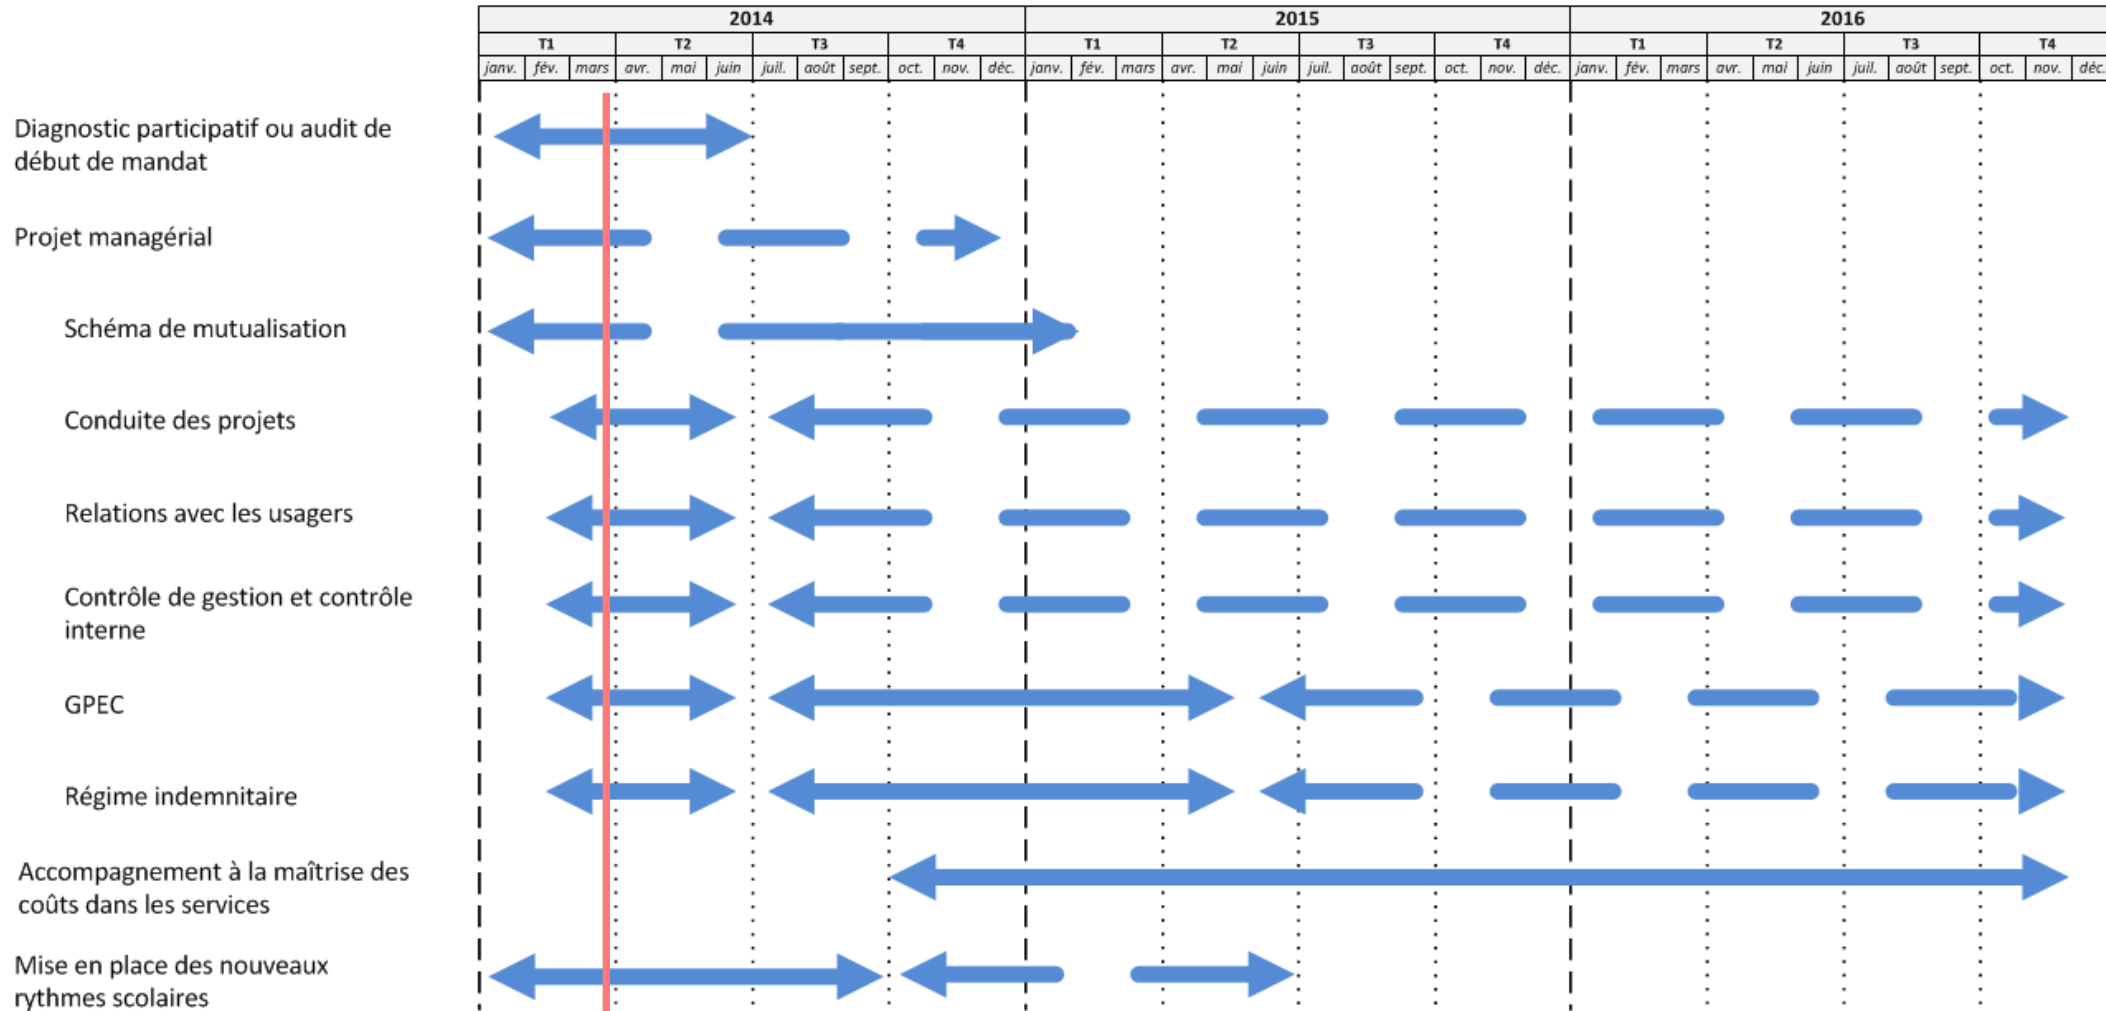 2014 2015 2016
T1 T2 T3 T4 T1 T2 T3 T4 T1 T2 T3 T4
janv. fév. mars avr. mai juin juil. août sept. oct. nov. déc. janv. fév. mars avr. mai juin juil. août sept. oct. nov. déc. janv. fév. mars avr. mai juin juil. août sept. oct. nov. déc.
Diagnostic participatif ou audit de
début de mandat
Projet managérial
Schéma de mutualisation
Conduite des projets
Relations avec les usagers
Contrôle de gestion et contrôle
interne
GPEC
Régime indemnitaire
Accompagnement à la maîtrise des
coûts dans les services
Mise en place des nouveaux
rythmes scolaires